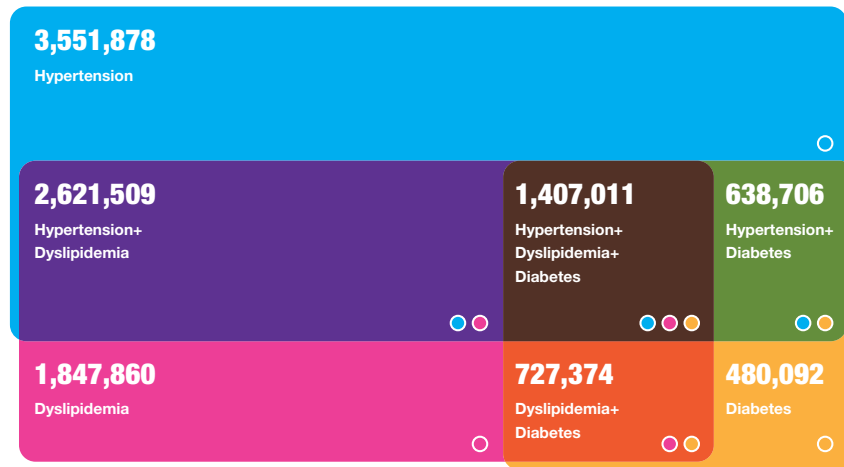 3,551,878
Hypertension
2,621,509
Hypertension+
Dyslipidemia
1,407,011
Hypertension+
Dyslipidemia+
Diabetes
638,706
Hypertension+
Diabetes
1,847,860
Dyslipidemia
727,374
Dyslipidemia+
Diabetes
480,092
Diabetes